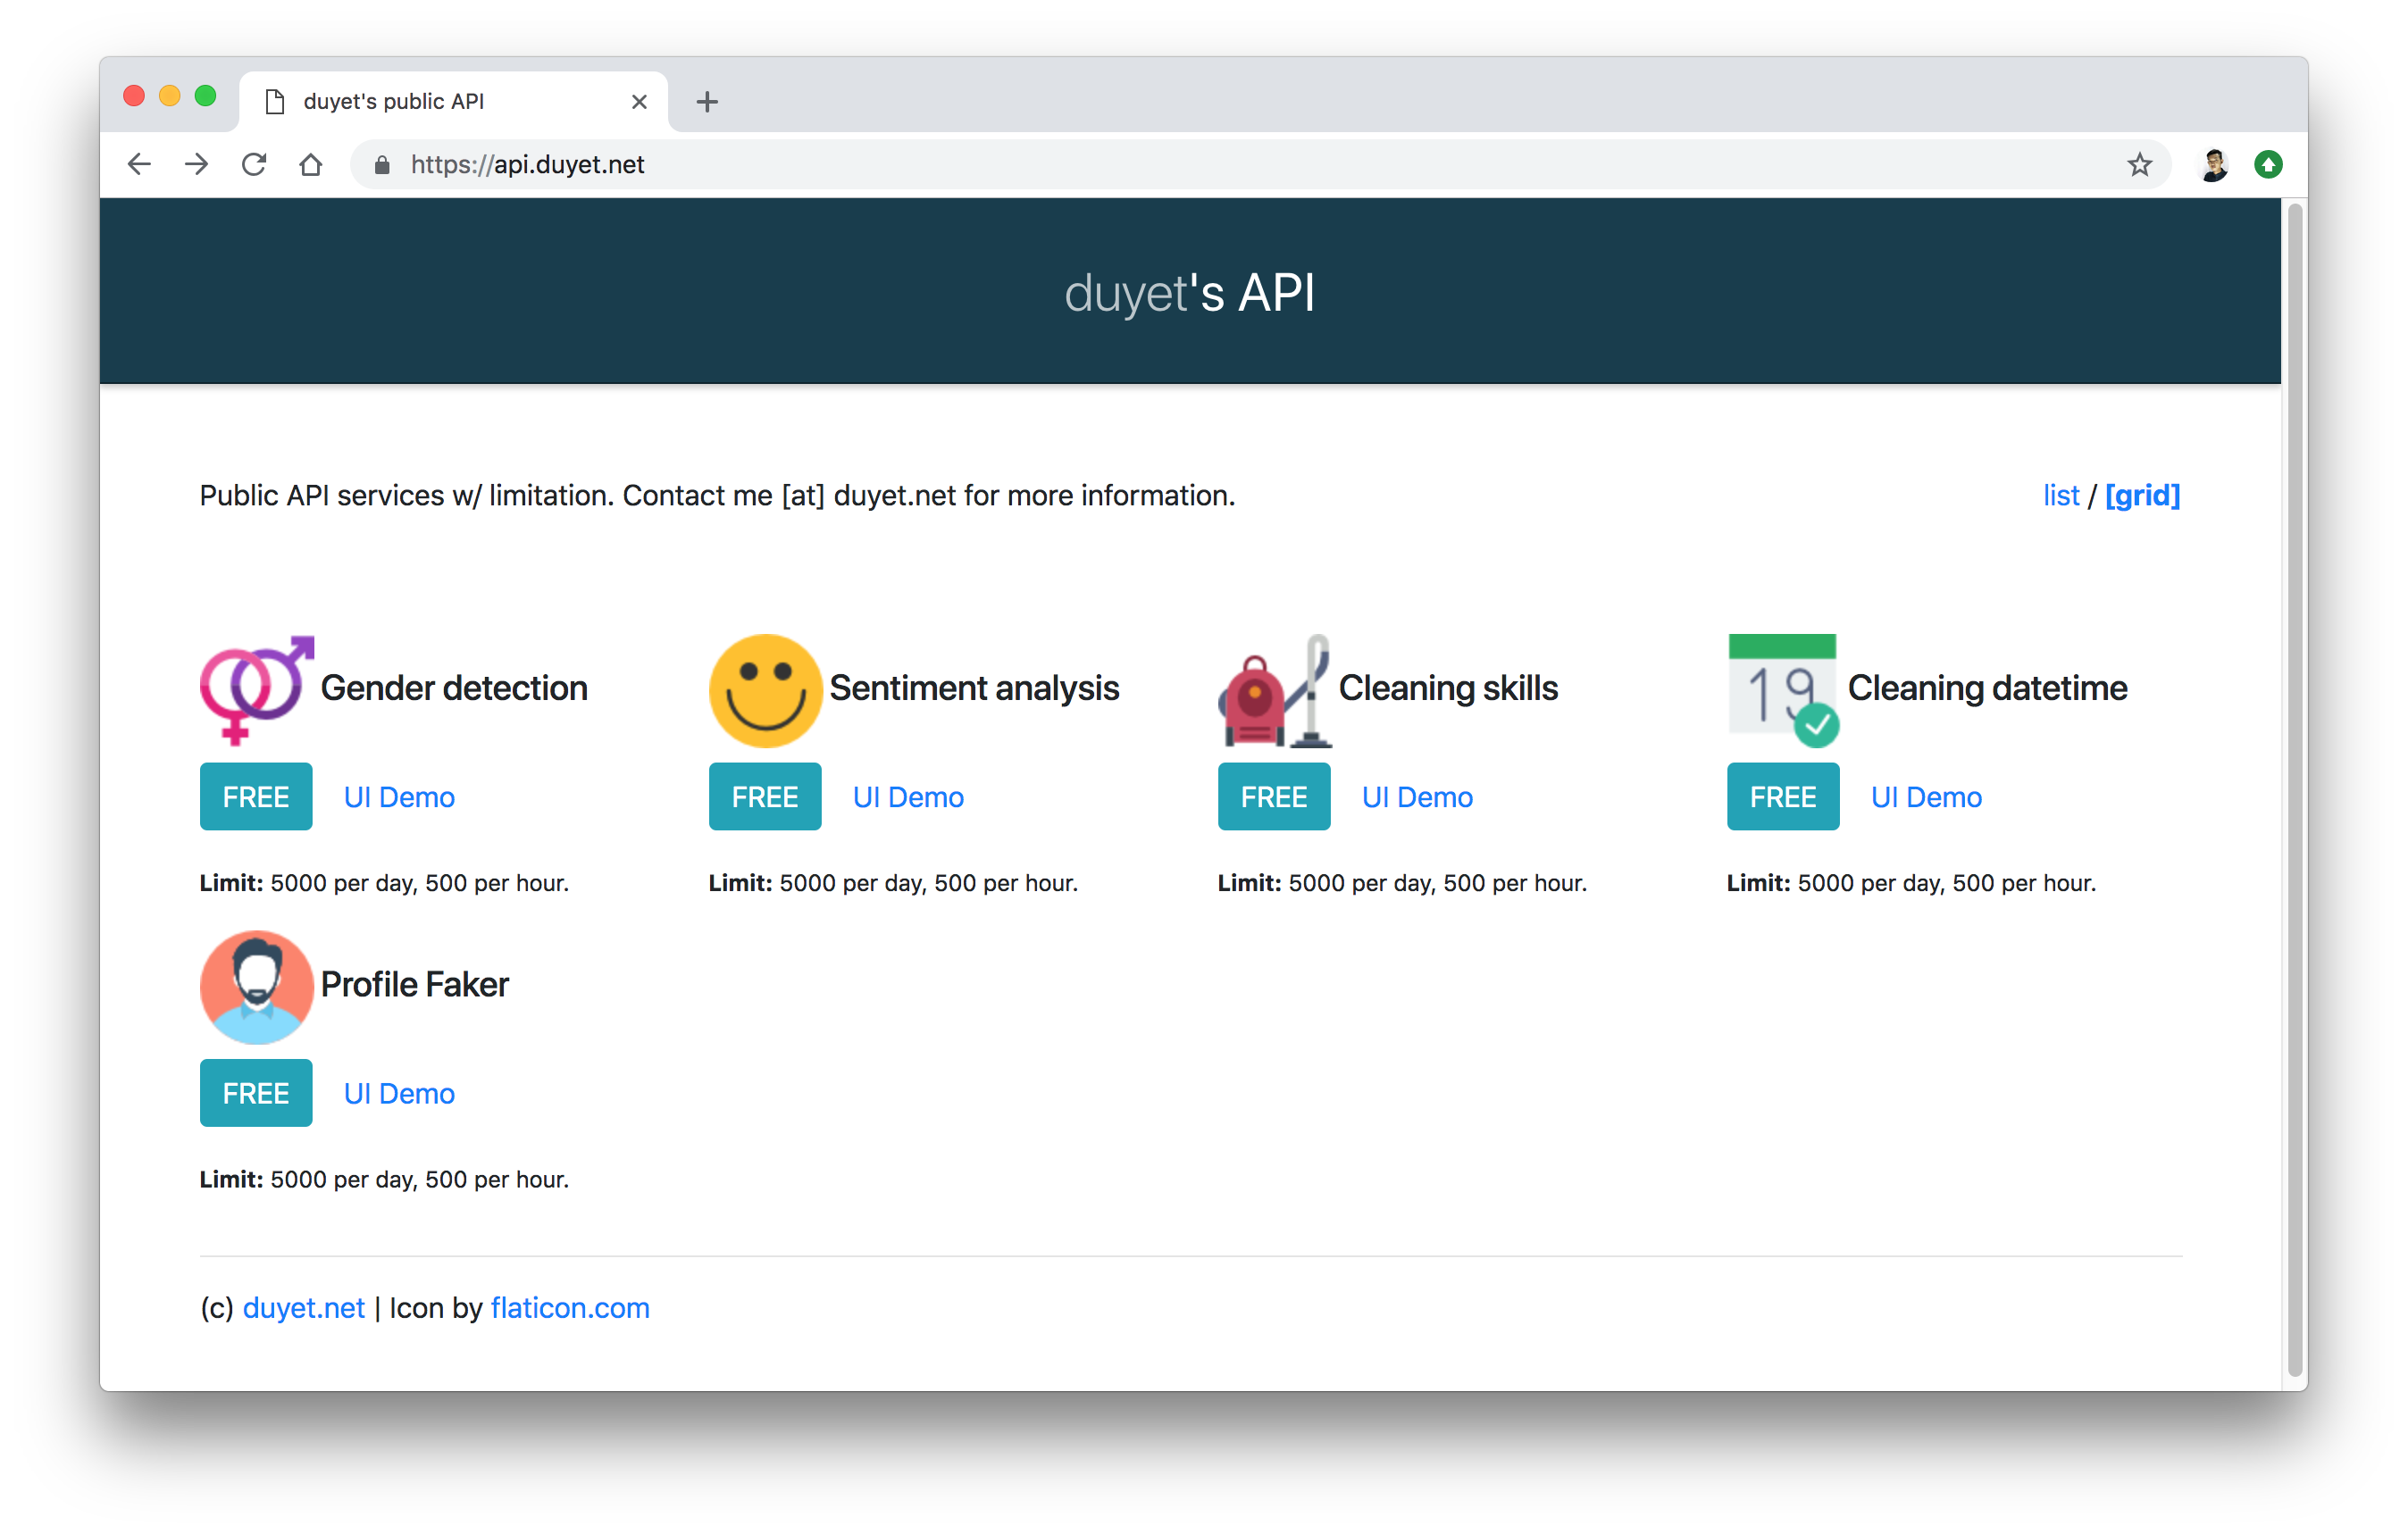 duyet's public API
https://api.duyet.net
duyet's API
Public API services w/ limitation. Contact me [at] duyet.net for more information.
list / [grid]
Gender detection
FREE UI Demo
Limit: 5000 per day, 500 per hour.
Sentiment analysis
FREE UI Demo
Limit: 5000 per day, 500 per hour.
Cleaning skills
FREE UI Demo
Limit: 5000 per day, 500 per hour.
19
Cleaning datetime
FREE UI Demo
Limit: 5000 per day, 500 per hour.
Profile Faker
FREE UI Demo
Limit: 5000 per day, 500 per hour.
(c) duyet.net | Icon by flaticon.com